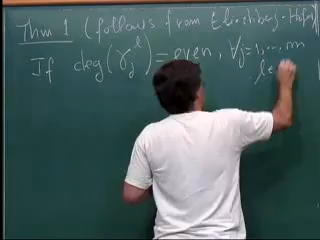 Thm 1 (follows from Eliashberg-Hofer
If deg(γ_j^l) = even, ∀j=1,...,m
l